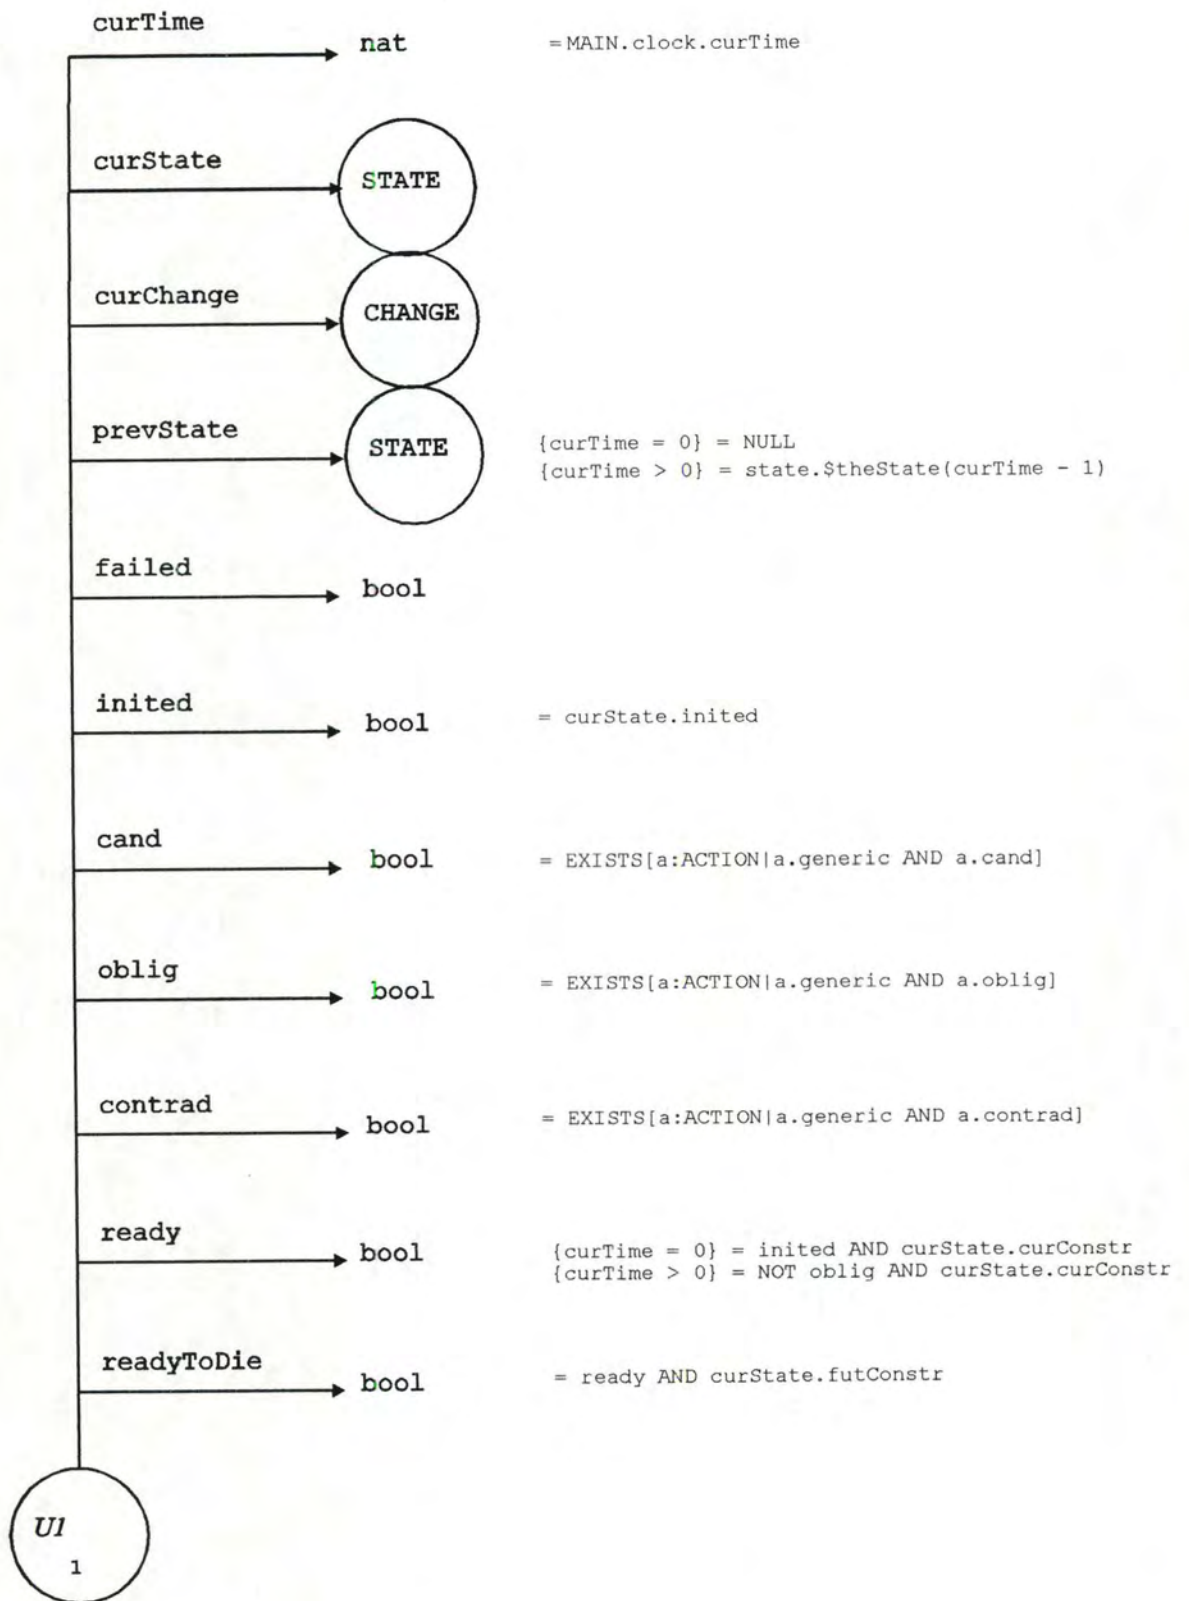 curTime
nat = MAIN.clock.curTime
curState
STATE
curChange
CHANGE
prevState
STATE
{curTime = 0} = NULL
{curTime > 0} = state.$theState(curTime - 1)
failed
bool
inited
bool = curState.inited
cand
bool = EXISTS[a:ACTION|a.generic AND a.cand]
oblig
bool = EXISTS[a:ACTION|a.generic AND a.oblig]
contrad
bool = EXISTS[a:ACTION|a.generic AND a.contrad]
ready
bool
{curTime = 0} = inited AND curState.curConstr
{curTime > 0} = NOT oblig AND curState.curConstr
readyToDie
bool = ready AND curState.futConstr
U1
1